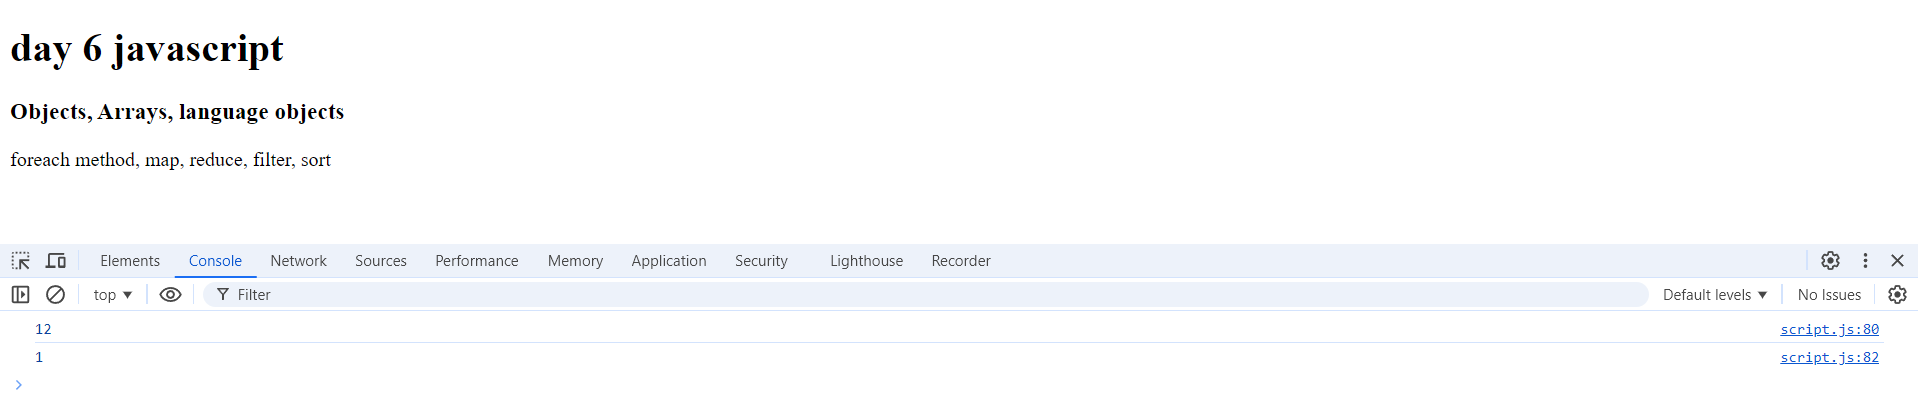 day 6 javascript
Objects, Arrays, language objects
foreach method, map, reduce, filter, sort
Elements Console Network Sources Performance Memory Application Security Lighthouse Recorder
top Filter Default levels No Issues
12 script.js:80
1 script.js:82